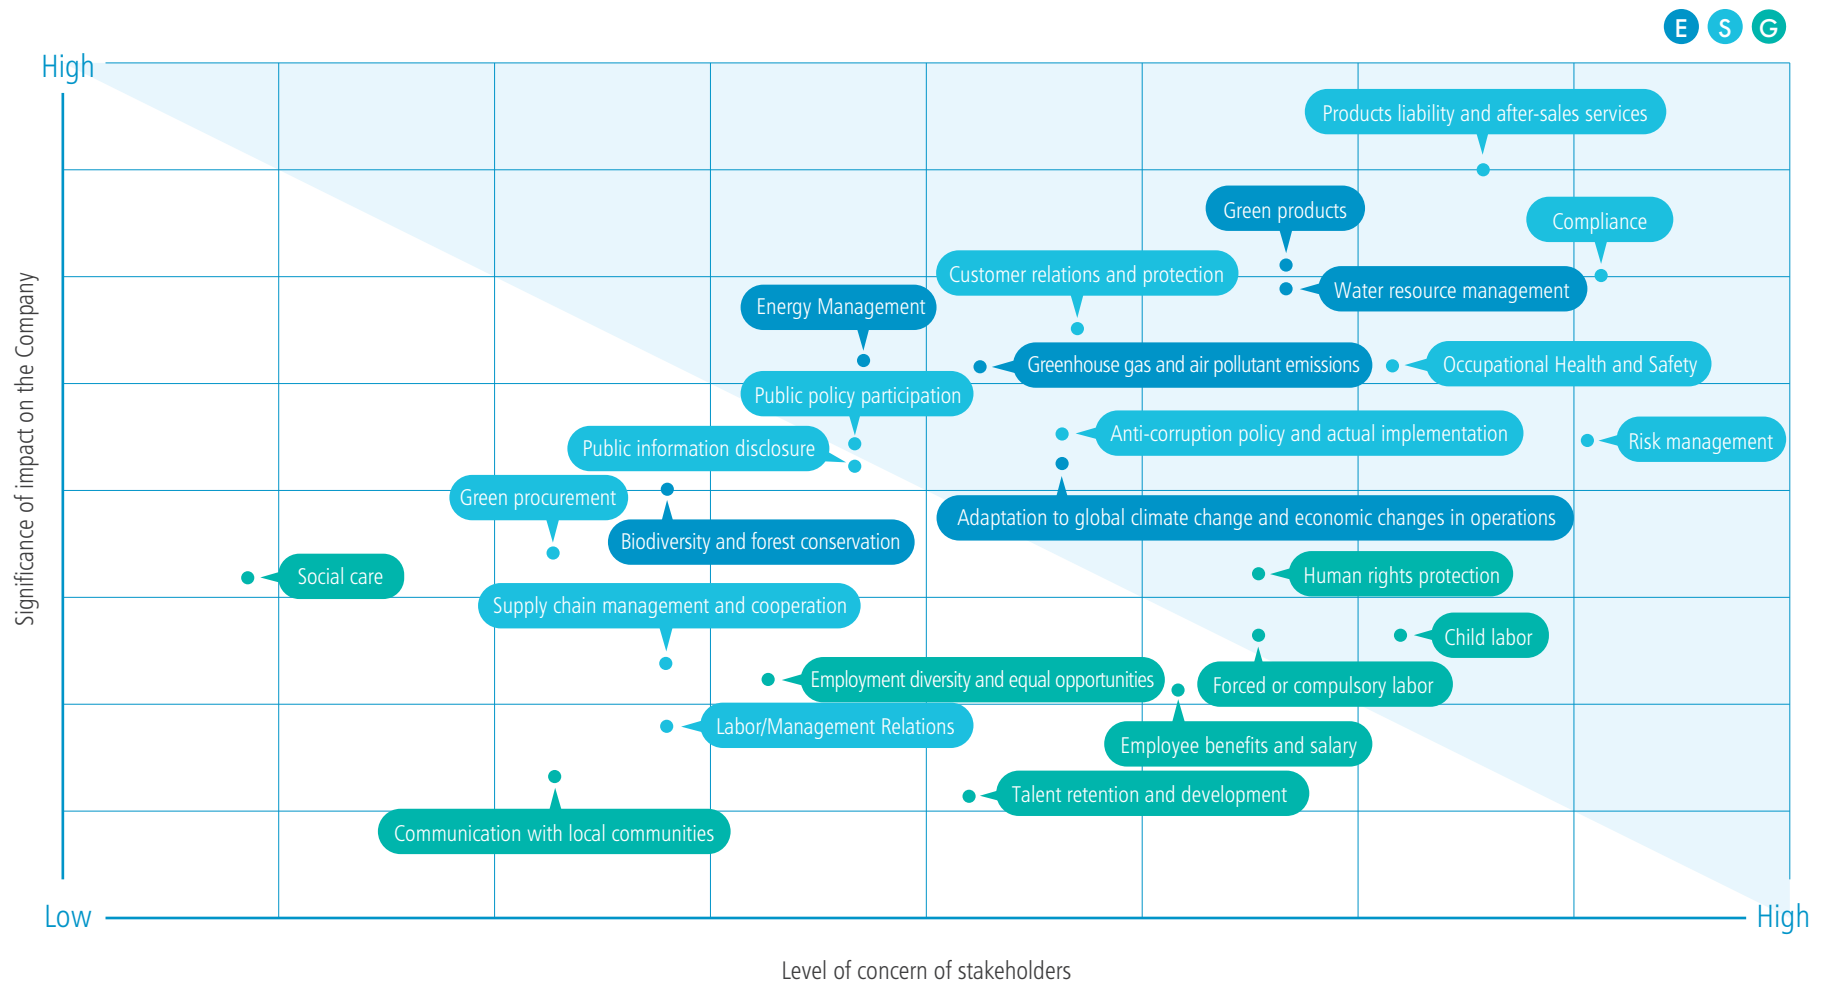 E S G
High
Products liability and after-sales services
Green products
Compliance
Customer relations and protection
Water resource management
Energy Management
Greenhouse gas and air pollutant emissions
Occupational Health and Safety
Public policy participation
Anti-corruption policy and actual implementation
Risk management
Public information disclosure
Green procurement
Adaptation to global climate change and economic changes in operations
Biodiversity and forest conservation
Social care
Human rights protection
Supply chain management and cooperation
Child labor
Employment diversity and equal opportunities
Forced or compulsory labor
Labor/Management Relations
Employee benefits and salary
Talent retention and development
Communication with local communities
Significance of impact on the Company
Low
High
Level of concern of stakeholders